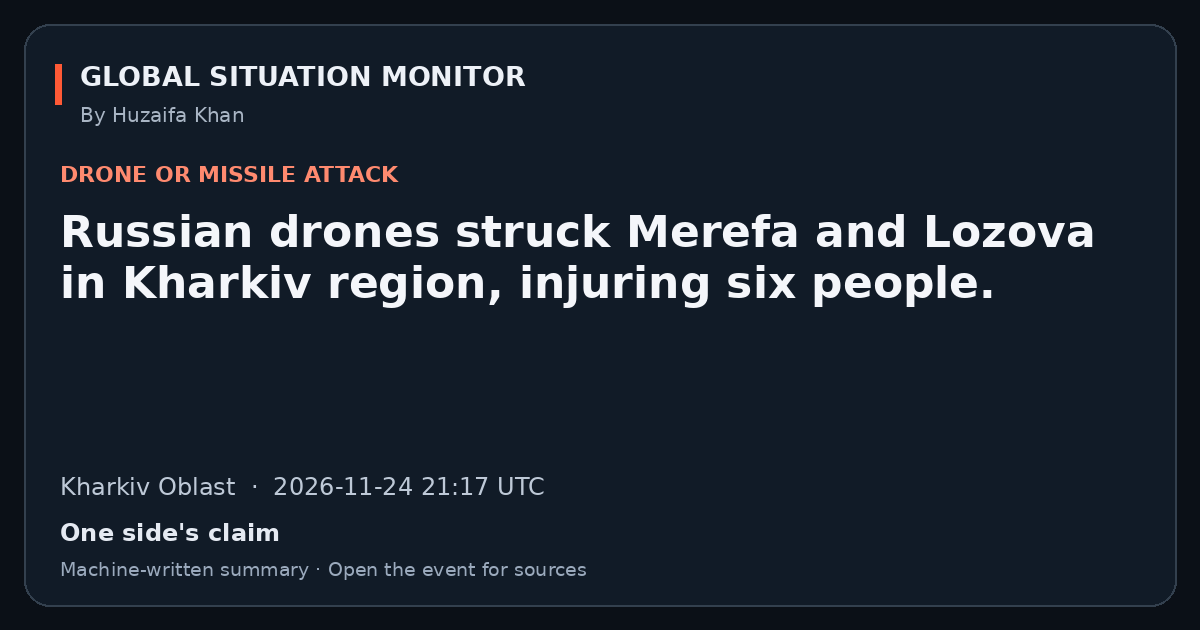 GLOBAL SITUATION MONITOR
By Huzaifa Khan
DRONE OR MISSILE ATTACK
Russian drones struck Merefa and Lozova
in Kharkiv region, injuring six people.
Kharkiv Oblast · 2026-11-24 21:17 UTC
One side's claim
Machine-written summary · Open the event for sources